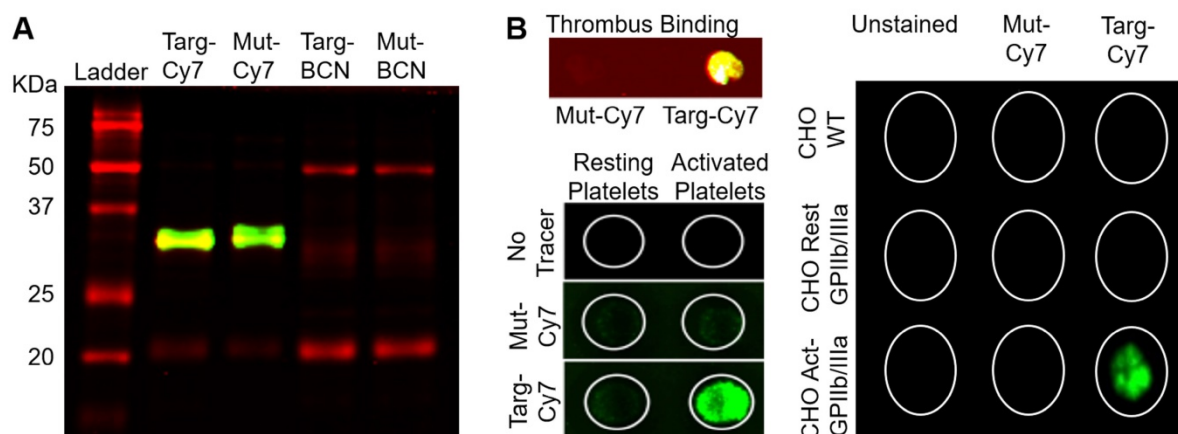 A
KDa
Ladder
Targ-
Cy7
Mut-
Cy7
Targ-
BCN
Mut-
BCN
75
50
37
25
20
B
Thrombus Binding
Mut-Cy7 Targ-Cy7
Resting
Platelets
Activated
Platelets
No
Tracer
Mut-
Cy7
Targ-
Cy7
Unstained
Mut-
Cy7
Targ-
Cy7
CHO
WT
CHO Rest
GPIIb/IIIa
CHO Act-
GPIIb/IIIa